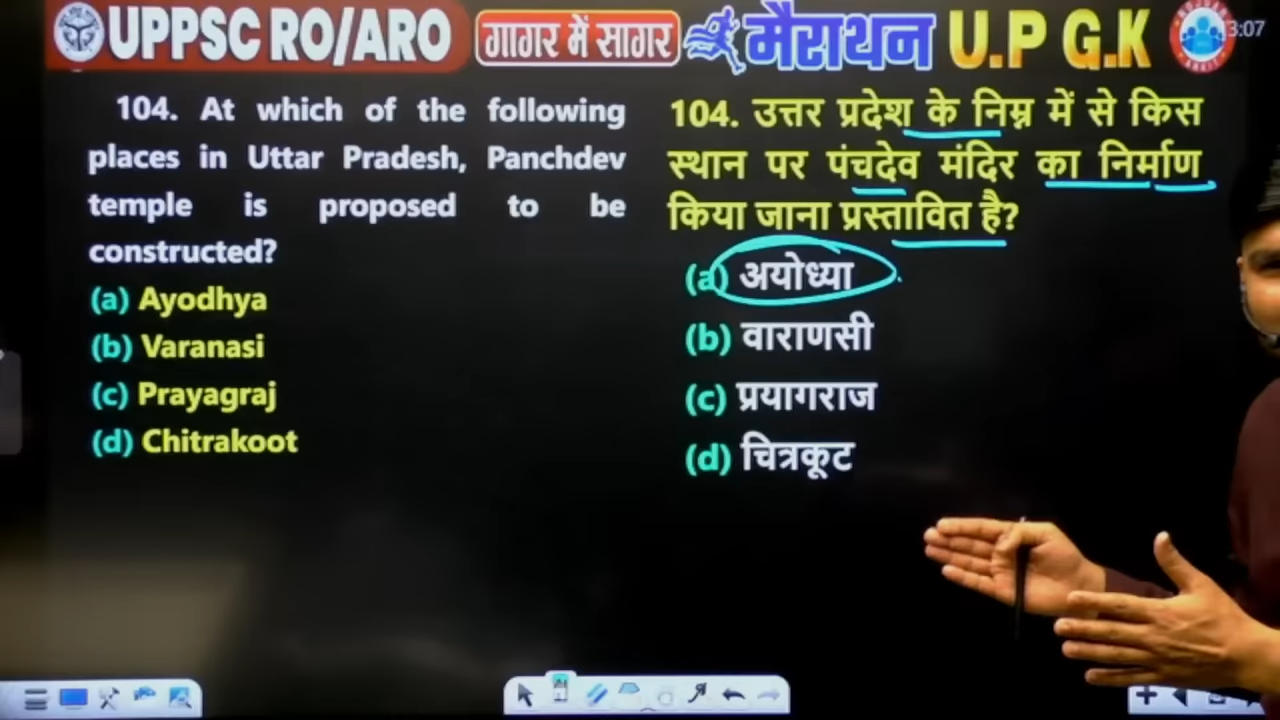 UPPSC RO/ARO गागर में सागर मैराथन U.P G.K 3:07
104. At which of the following
places in Uttar Pradesh, Panchdev
temple is proposed to be
constructed?
(a) Ayodhya
(b) Varanasi
(c) Prayagraj
(d) Chitrakoot
104. उत्तर प्रदेश के निम्न में से किस
स्थान पर पंचदेव मंदिर का निर्माण
किया जाना प्रस्तावित है?
(a) अयोध्या
(b) वाराणसी
(c) प्रयागराज
(d) चित्रकूट